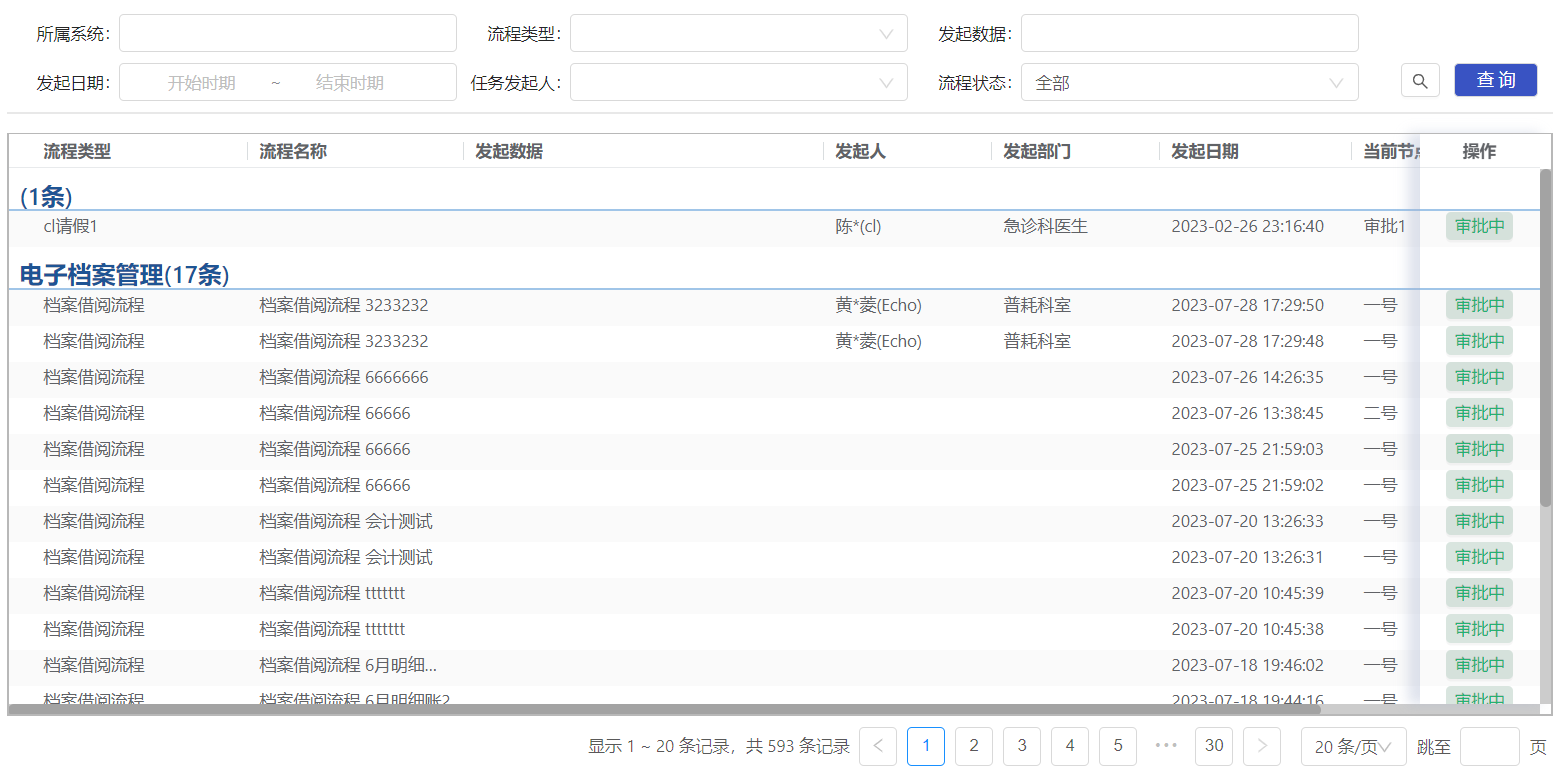 所属系统: 流程类型: 发起数据:
发起日期: 开始时期 ~ 结束时期 任务发起人: 流程状态: 全部 查 询
流程类型 流程名称 发起数据 发起人 发起部门 发起日期 当前节点 操作
(1条)
cl请假1 陈*(cl) 急诊科医生 2023-02-26 23:16:40 审批1 审批中
电子档案管理(17条)
档案借阅流程 档案借阅流程 3233232 黄*菱(Echo) 普耗科室 2023-07-28 17:29:50 一号 审批中
档案借阅流程 档案借阅流程 3233232 黄*菱(Echo) 普耗科室 2023-07-28 17:29:48 一号 审批中
档案借阅流程 档案借阅流程 6666666 2023-07-26 14:26:35 一号 审批中
档案借阅流程 档案借阅流程 66666 2023-07-26 13:38:45 二号 审批中
档案借阅流程 档案借阅流程 66666 2023-07-25 21:59:03 一号 审批中
档案借阅流程 档案借阅流程 66666 2023-07-25 21:59:02 一号 审批中
档案借阅流程 档案借阅流程 会计测试 2023-07-20 13:26:33 一号 审批中
档案借阅流程 档案借阅流程 会计测试 2023-07-20 13:26:31 一号 审批中
档案借阅流程 档案借阅流程 ttttttt 2023-07-20 10:45:39 一号 审批中
档案借阅流程 档案借阅流程 ttttttt 2023-07-20 10:45:38 一号 审批中
档案借阅流程 档案借阅流程 6月明细... 2023-07-18 19:46:02 一号 审批中
档案借阅流程 档案借阅流程 6月明细账2 2023-07-18 19:44:16 一号 审批中
显示 1 ~ 20 条记录，共 593 条记录 < 1 2 3 4 5 ••• 30 > 20 条/页 跳至 页